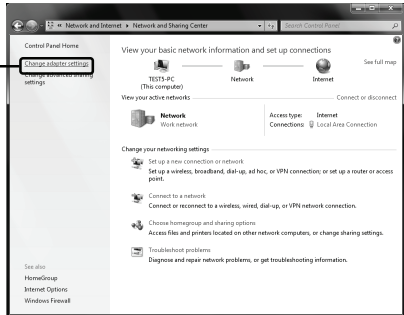 Network and Internet ▸ Network and Sharing Center
Search Control Panel
Control Panel Home
Change adapter settings
Change advanced sharing
settings
See also
HomeGroup
Internet Options
Windows Firewall
View your basic network information and set up connections
See full map
TEST5-PC
(This computer)
Network
Internet
View your active networks
Connect or disconnect
Network
Work network
Access type: Internet
Connections: Local Area Connection
Change your networking settings
Set up a new connection or network
Set up a wireless, broadband, dial-up, ad hoc, or VPN connection; or set up a router or access
point.
Connect to a network
Connect or reconnect to a wireless, wired, dial-up, or VPN network connection.
Choose homegroup and sharing options
Access files and printers located on other network computers, or change sharing settings.
Troubleshoot problems
Diagnose and repair network problems, or get troubleshooting information.